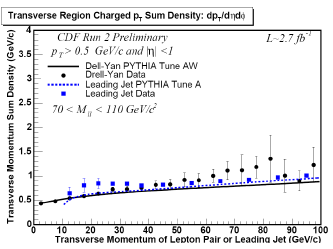 Transverse Region Charged pT Sum Density: dpT/dηdϕ
CDF Run 2 Preliminary
L~2.7 fb⁻¹
pT > 0.5 GeV/c and |η| <1
Dell-Yan PYTHIA Tune AW
Drell-Yan Data
Leading Jet PYTHIA Tune A
Leading Jet Data
70 < Mll < 110 GeV/c²
Transverse Momentum Sum Density (GeV/c)
4
3.5
3
2.5
2
1.5
1
0.5
0
0 10 20 30 40 50 60 70 80 90 100
Transverse Momentum of Lepton Pair or Leading Jet (GeV/c)